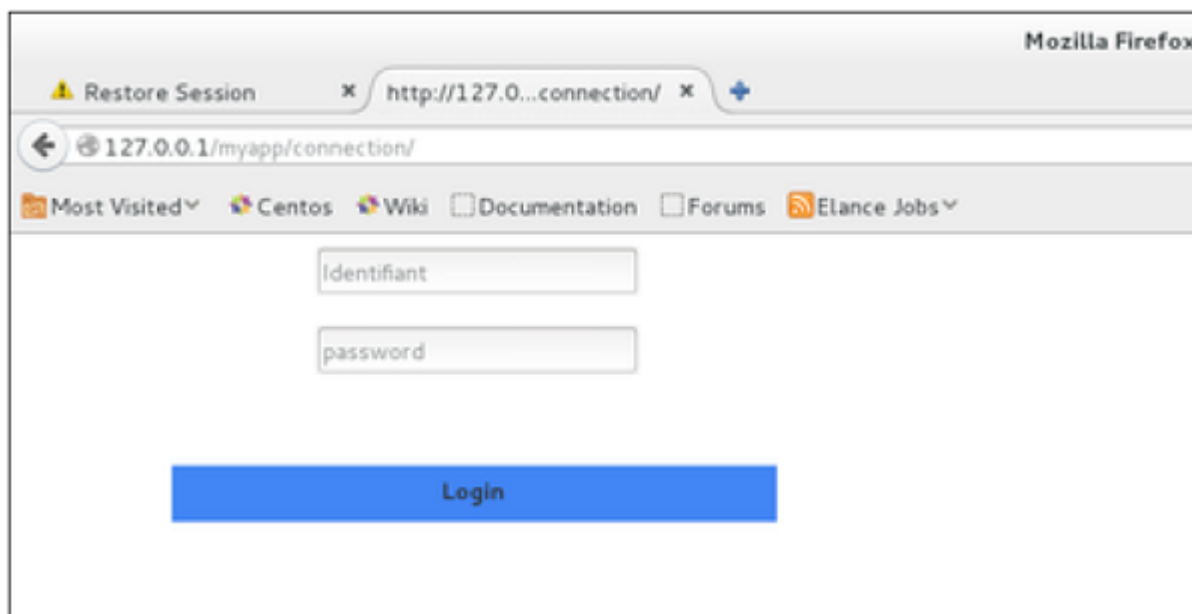 Mozilla Firefox
Restore Session × http://127.0...connection/ ×
127.0.0.1/myapp/connection/
Most Visited Centos Wiki Documentation Forums Elance Jobs
Identifiant
password
Login